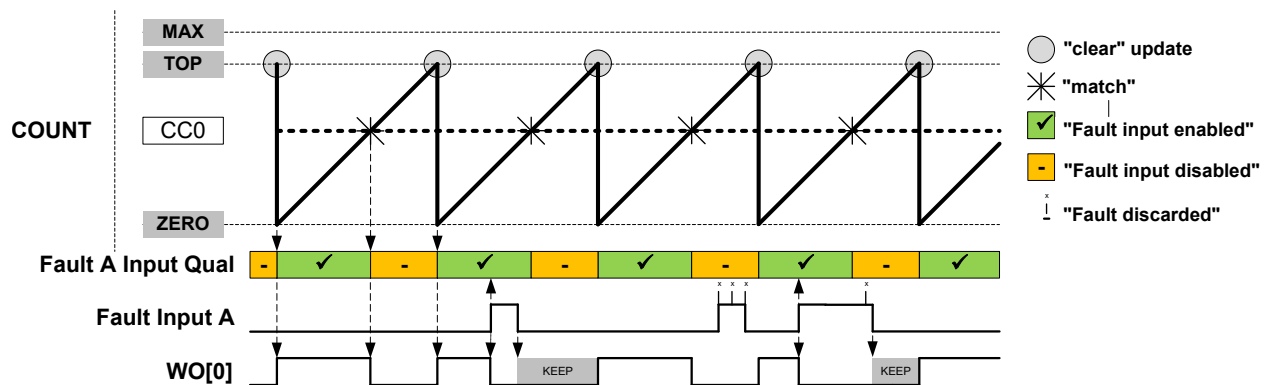 MAX
"clear" update
TOP
"match"
COUNT
CC0
"Fault input enabled"
"Fault input disabled"
x
ZERO
"Fault discarded"
Fault A Input Qual
- ✓ - ✓ - ✓ - ✓ - ✓
x x x x
Fault Input A
WO[0]
KEEP KEEP